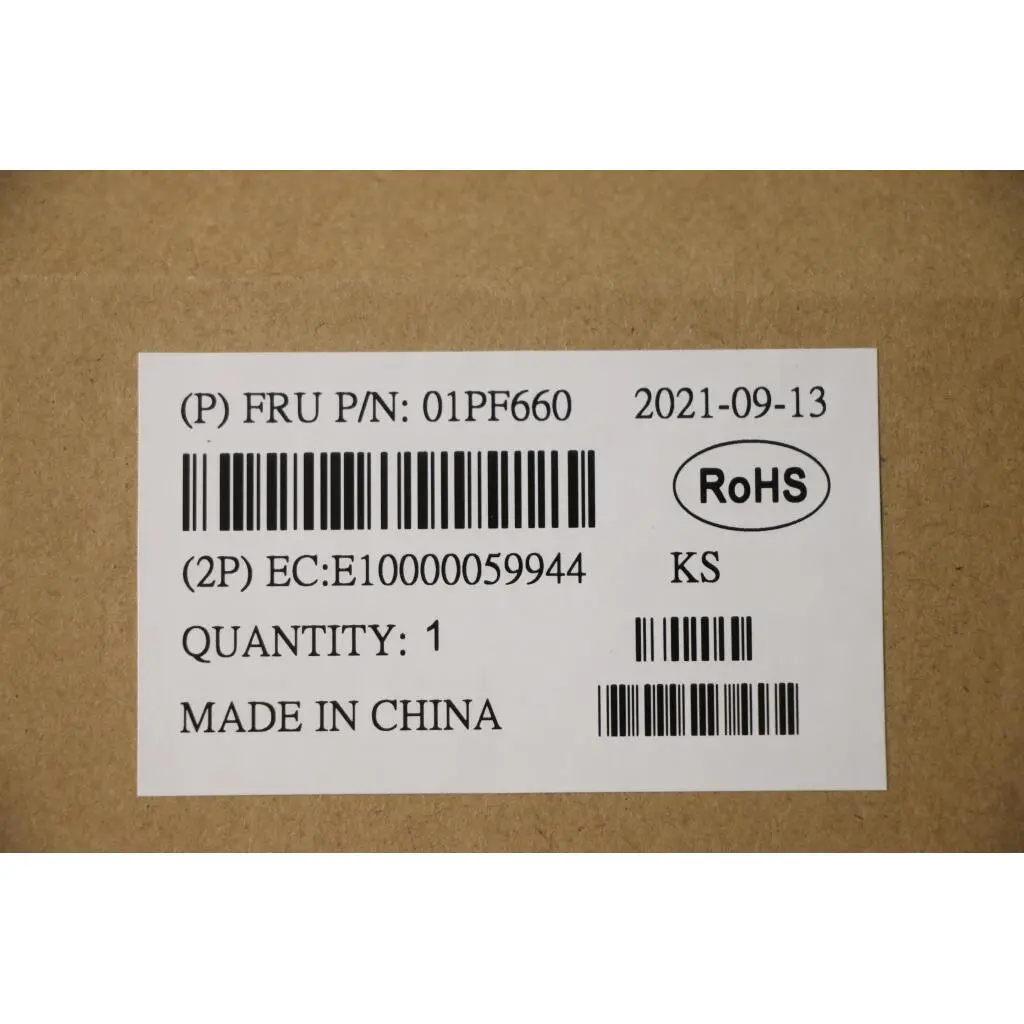 (P) FRU P/N: 01PF660 2021-09-13
RoHS
(2P) EC:E10000059944 KS
QUANTITY: 1
MADE IN CHINA